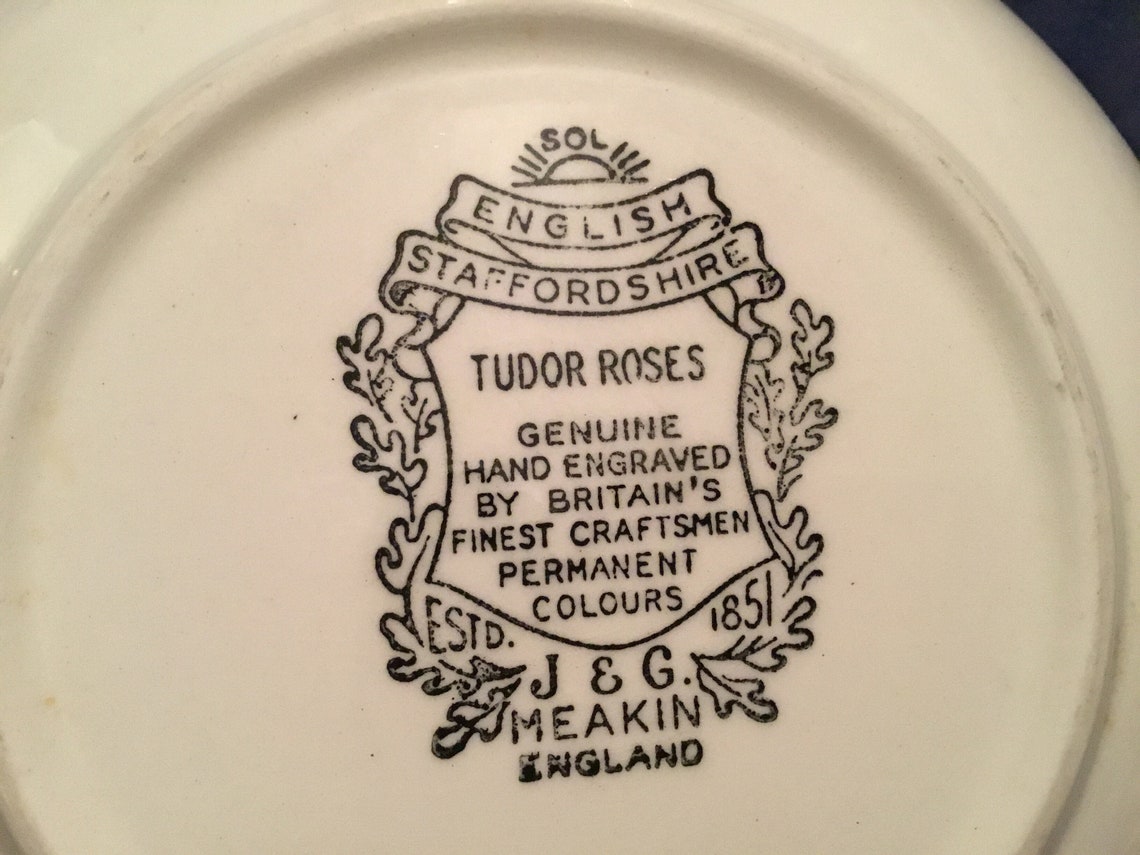 SOL
ENGLISH
STAFFORDSHIRE
TUDOR ROSES
GENUINE
HAND ENGRAVED
BY BRITAIN'S
FINEST CRAFTSMEN
PERMANENT
COLOURS
ESTD. 1851
J & G.
MEAKIN
ENGLAND